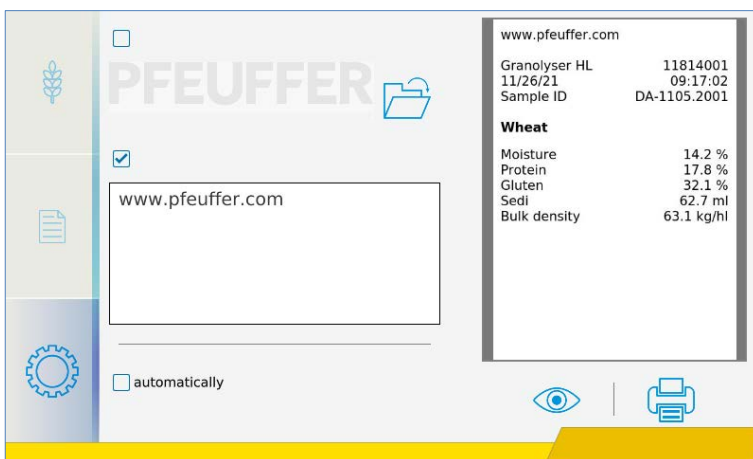 PFEUFFER
www.pfeuffer.com
automatically
www.pfeuffer.com
Granolyser HL 11814001
11/26/21 09:17:02
Sample ID DA-1105.2001
Wheat
Moisture 14.2 %
Protein 17.8 %
Gluten 32.1 %
Sedi 62.7 ml
Bulk density 63.1 kg/hl